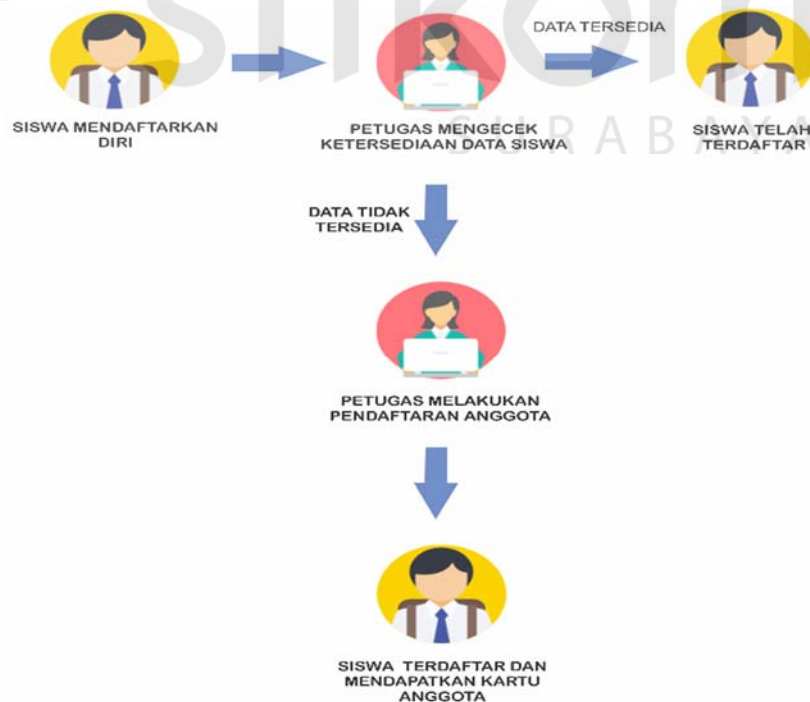 DATA TERSEDIA
SISWA MENDAFTARKAN
DIRI
PETUGAS MENGECEK
KETERSEDIAAN DATA SISWA
SISWA TELAH
TERDAFTAR
SURABAYA
DATA TIDAK
TERSEDIA
PETUGAS MELAKUKAN
PENDAFTARAN ANGGOTA
SISWA TERDAFTAR DAN
MENDAPATKAN KARTU
ANGGOTA